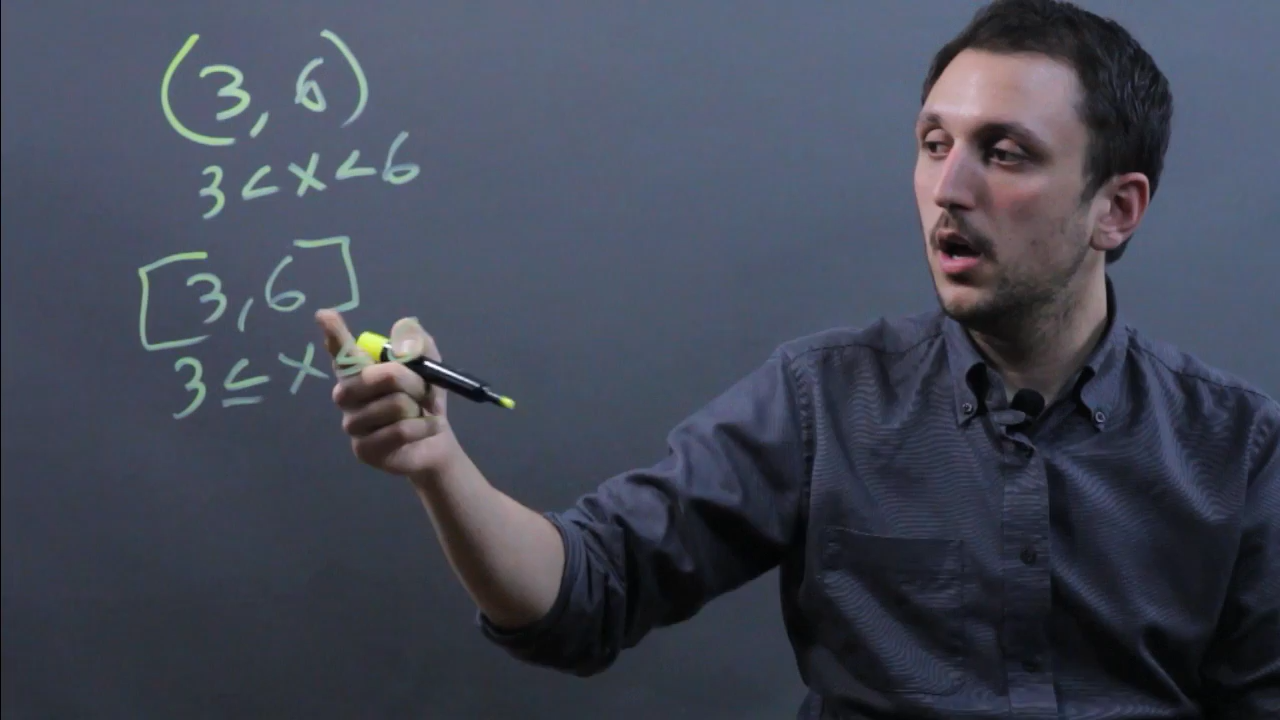 (3, 6)
3 < x < 6
[3, 6]
3 ≤ x ≤